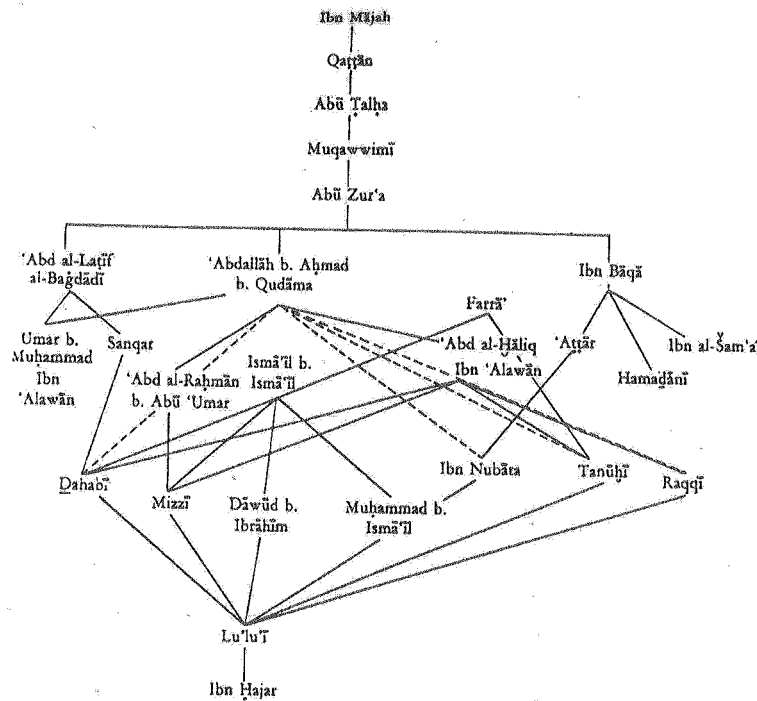 Ibn Mājah
Qaṭṭān
Abū Ṭalḥa
Muqawwimī
Abū Zur‘a
‘Abd al-Laṭīf
al-Baġdādī
‘Abdallāh b. Aḥmad
b. Qudāma
Ibn Bāqā
Farrā’
Umar b.
Muḥammad
Ibn
‘Alawān
Sanqar
‘Abd al-Raḥmān
b. Abū ‘Umar
Ismā‘īl b.
Ismā‘īl
‘Abd al-Ḫāliq
Ibn ‘Alawān
‘Aṭṭār
Hamaḏānī
Ibn al-Šam‘a
Ḏahabī
Mizzī
Dāwūd b.
Ibrāhīm
Muḥammad b.
Ismā‘īl
Ibn Nubāta
Tanūḫī
Raqqī
Lu’lu’ī
Ibn Ḥajar